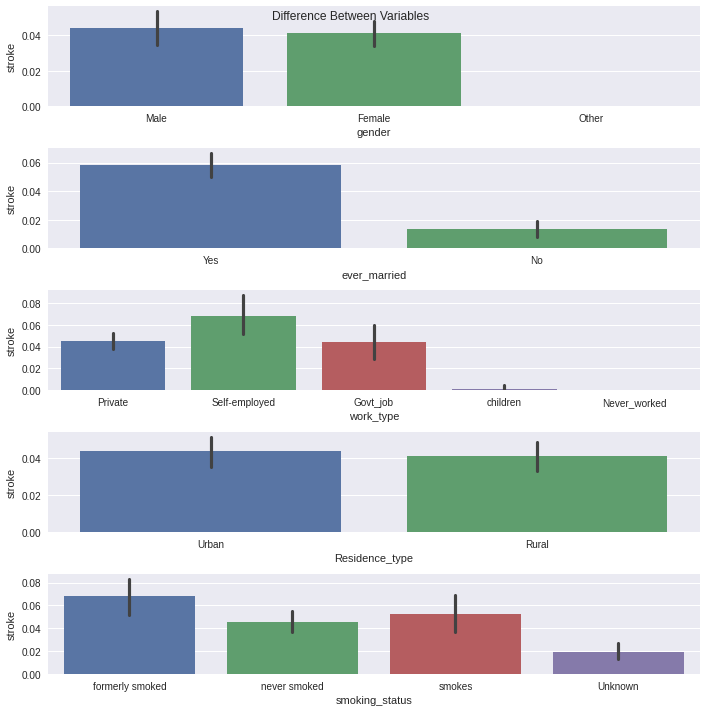 Difference Between Variables
0.04
0.02
0.00
stroke
Male Female Other
gender
0.06
0.04
0.02
0.00
stroke
Yes No
ever_married
0.08
0.06
0.04
0.02
0.00
stroke
Private Self-employed Govt_job children Never_worked
work_type
0.04
0.02
0.00
stroke
Urban Rural
Residence_type
0.08
0.06
0.04
0.02
0.00
stroke
formerly smoked never smoked smokes Unknown
smoking_status